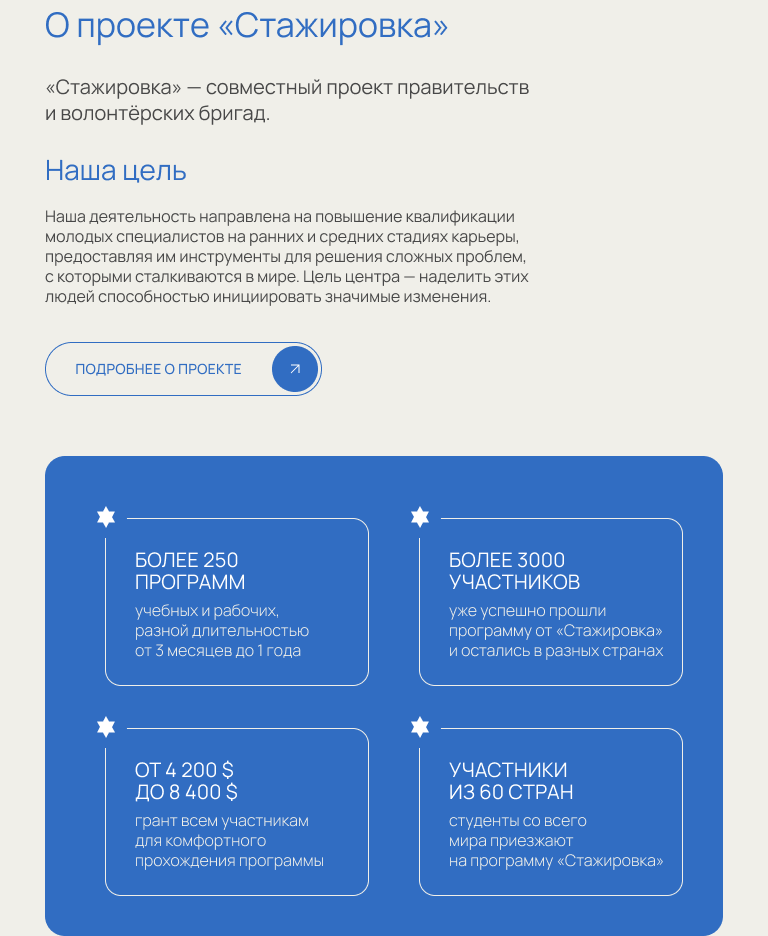 О проекте «Стажировка»
«Стажировка» — совместный проект правительств
и волонтёрских бригад.
Наша цель
Наша деятельность направлена на повышение квалификации
молодых специалистов на ранних и средних стадиях карьеры,
предоставляя им инструменты для решения сложных проблем,
с которыми сталкиваются в мире. Цель центра — наделить этих
людей способностью инициировать значимые изменения.
ПОДРОБНЕЕ О ПРОЕКТЕ
БОЛЕЕ 250
ПРОГРАММ
учебных и рабочих,
разной длительностью
от 3 месяцев до 1 года
БОЛЕЕ 3000
УЧАСТНИКОВ
уже успешно прошли
программу от «Стажировка»
и остались в разных странах
ОТ 4 200 $
ДО 8 400 $
грант всем участникам
для комфортного
прохождения программы
УЧАСТНИКИ
ИЗ 60 СТРАН
студенты со всего
мира приезжают
на программу «Стажировка»